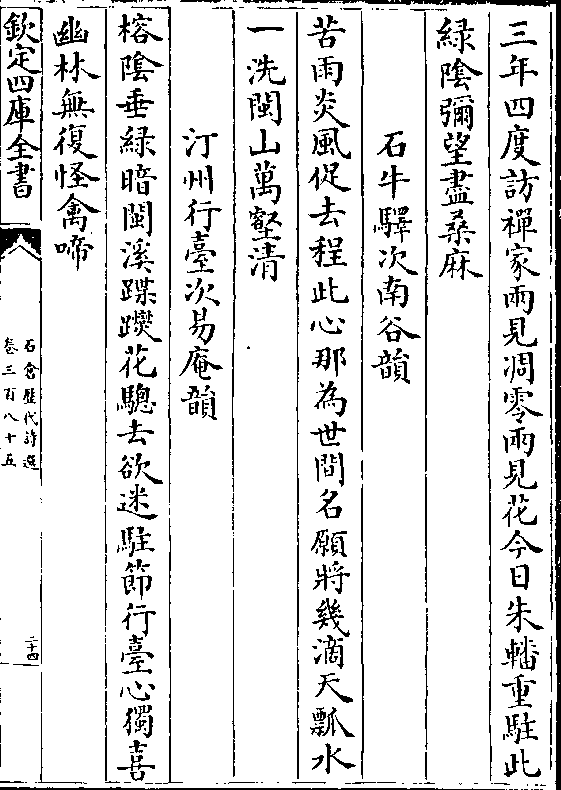 三年四度訪禪家兩見凋零兩見花今日朱轓重駐此
綠陰彌望盡桑麻
石牛驛次南谷韻
苦雨炎風促去程此心那為世間名願將幾滴天瓢水
一洗閩山萬壑清
汀州行臺次易庵韻
榕陰垂綠暗閩溪蹀躞花驄去欲迷駐節行臺心獨喜
幽林無復怪禽啼
欽定四庫全書
石倉歷代詩選
卷三百八十五
二十四